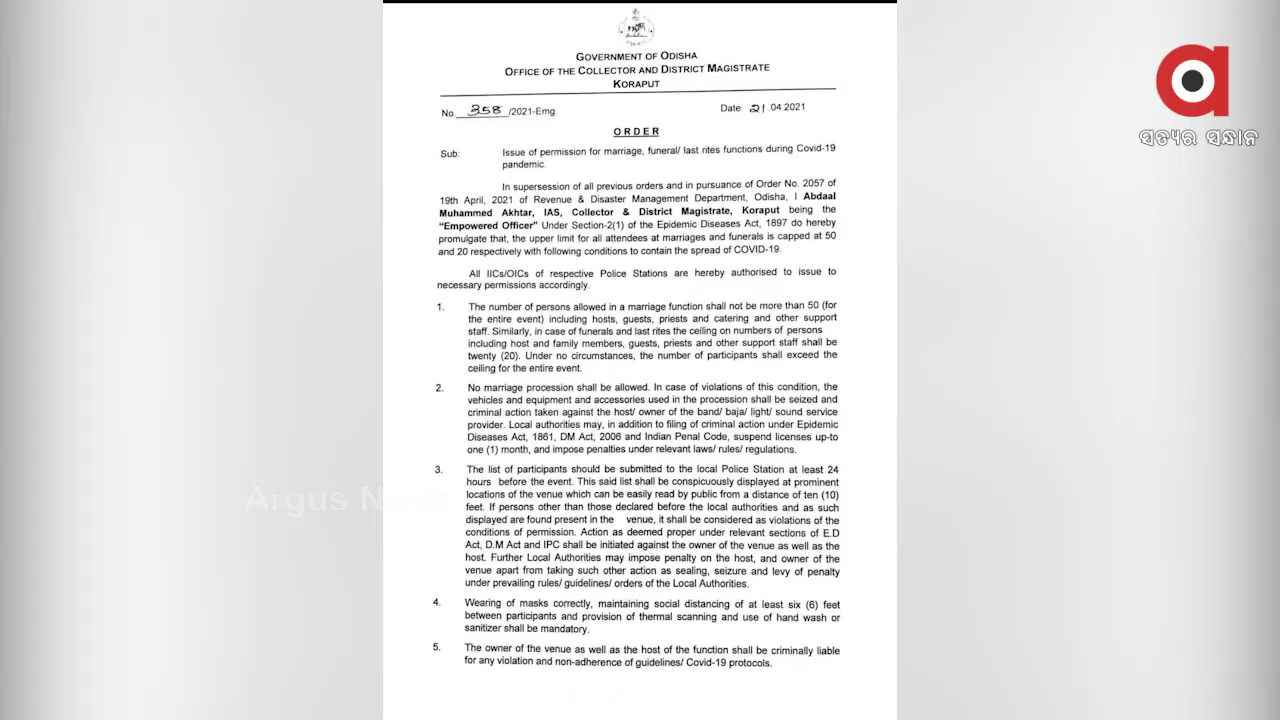 GOVERNMENT OF ODISHA
OFFICE OF THE COLLECTOR AND DISTRICT MAGISTRATE
KORAPUT
No. 358 /2021-Emg. Date: 21.04.2021
ORDER
Sub: Issue of permission for marriage, funeral/ last rites functions during Covid-19
pandemic.
In supersession of all previous orders and in pursuance of Order No. 2057 of
19th April, 2021 of Revenue & Disaster Management Department, Odisha, I Abdaal
Muhammed Akhtar, IAS, Collector & District Magistrate, Koraput being the
“Empowered Officer” Under Section-2(1) of the Epidemic Diseases Act, 1897 do hereby
promulgate that, the upper limit for all attendees at marriages and funerals is capped at 50
and 20 respectively with following conditions to contain the spread of COVID-19.
All IICs/OICs of respective Police Stations are hereby authorised to issue to
necessary permissions accordingly.
1. The number of persons allowed in a marriage function shall not be more than 50 (for
the entire event) including hosts, guests, priests and catering and other support
staff. Similarly, in case of funerals and last rites the ceiling on numbers of persons
including host and family members, guests, priests and other support staff shall be
twenty (20). Under no circumstances, the number of participants shall exceed the
ceiling for the entire event.
2. No marriage procession shall be allowed. In case of violations of this condition, the
vehicles and equipment and accessories used in the procession shall be seized and
criminal action taken against the host/ owner of the band/ baja/ light/ sound service
provider. Local authorities may, in addition to filing of criminal action under Epidemic
Diseases Act, 1861, DM Act, 2006 and Indian Penal Code, suspend licenses up-to
one (1) month, and impose penalties under relevant laws/ rules/ regulations.
3. The list of participants should be submitted to the local Police Station at least 24
hours before the event. This said list shall be conspicuously displayed at prominent
locations of the venue which can be easily read by public from a distance of ten (10)
feet. If persons other than those declared before the local authorities and as such
displayed are found present in the venue, it shall be considered as violations of the
conditions of permission. Action as deemed proper under relevant sections of E.D
Act, D.M Act and IPC shall be initiated against the owner of the venue as well as the
host. Further Local Authorities may impose penalty on the host, and owner of the
venue apart from taking such other action as sealing, seizure and levy of penalty
under prevailing rules/ guidelines/ orders of the Local Authorities.
4. Wearing of masks correctly, maintaining social distancing of at least six (6) feet
between participants and provision of thermal scanning and use of hand wash or
sanitizer shall be mandatory.
5. The owner of the venue as well as the host of the function shall be criminally liable
for any violation and non-adherence of guidelines/ Covid-19 protocols.
a
ସତ୍ୟର ସନ୍ଧାନ
Argus News